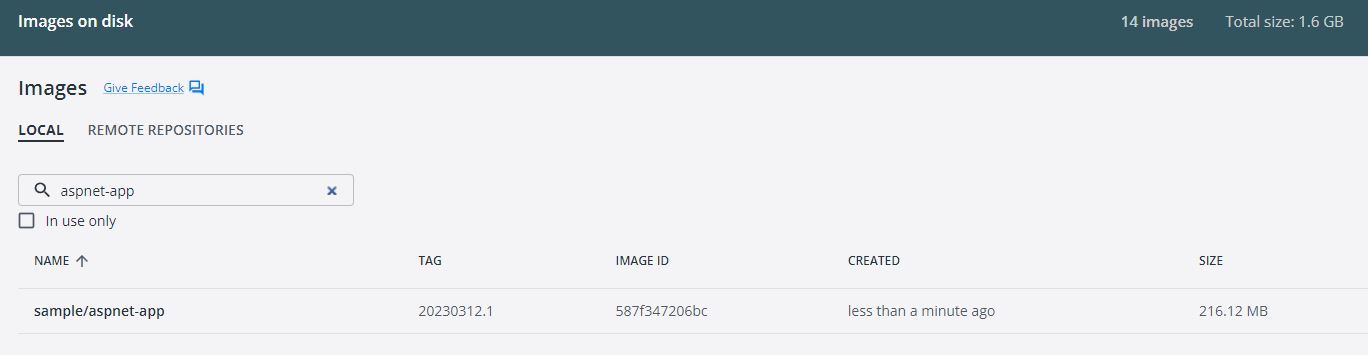 Images on disk 14 images Total size: 1.6 GB
Images Give Feedback
LOCAL REMOTE REPOSITORIES
aspnet-app
In use only
NAME TAG IMAGE ID CREATED SIZE
sample/aspnet-app 20230312.1 587f347206bc less than a minute ago 216.12 MB